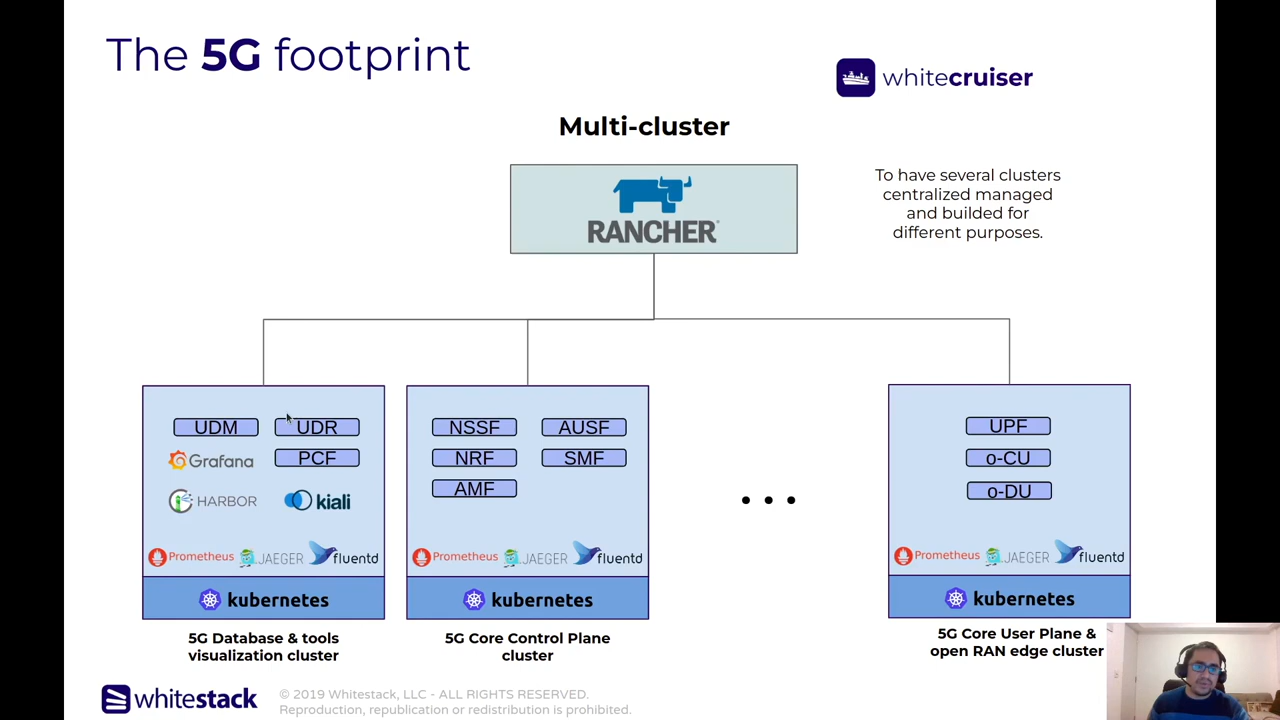 The 5G footprint
whitecruiser
Multi-cluster
RANCHER
To have several clusters
centralized managed
and builded for
different purposes.
UDM UDR
Grafana PCF
HARBOR kiali
Prometheus JAEGER fluentd
kubernetes
5G Database & tools
visualization cluster
NSSF AUSF
NRF SMF
AMF
Prometheus JAEGER fluentd
kubernetes
5G Core Control Plane
cluster
...
UPF
o-CU
o-DU
Prometheus JAEGER fluentd
kubernetes
5G Core User Plane &
open RAN edge cluster
whitestack
© 2019 Whitestack, LLC - ALL RIGHTS RESERVED.
Reproduction, republication or redistribution is prohibited.